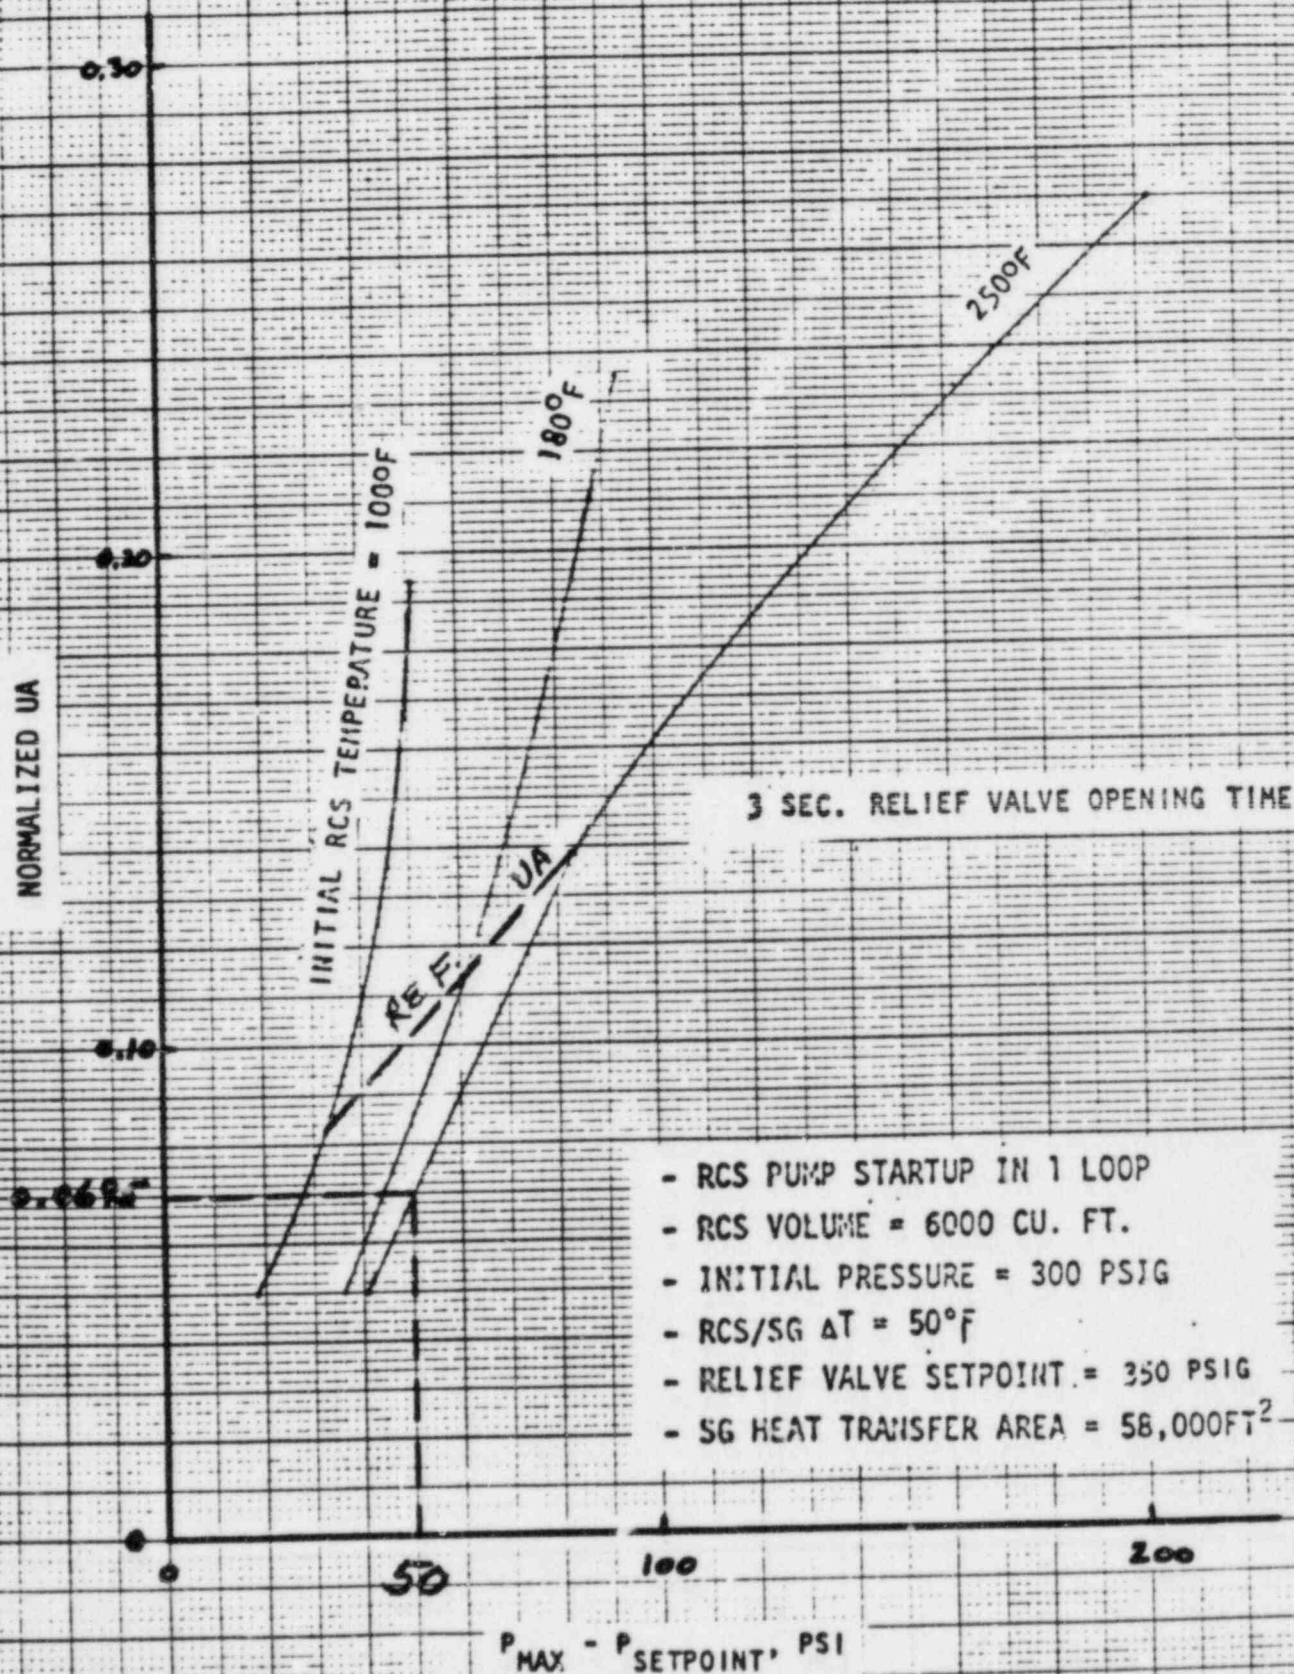 0.30
250°F
180°F
INITIAL RCS TEMPERATURE = 100°F
0.20
NORMALIZED UA
3 SEC. RELIEF VALVE OPENING TIME
REF. UA
0.10
- RCS PUMP STARTUP IN 1 LOOP
- RCS VOLUME = 6000 CU. FT.
- INITIAL PRESSURE = 300 PSIG
- RCS/SG ΔT = 50°F
- RELIEF VALVE SETPOINT = 350 PSIG
- SG HEAT TRANSFER AREA = 58,000FT²
0
0 50 100 200
P MAX - P SETPOINT, PSI